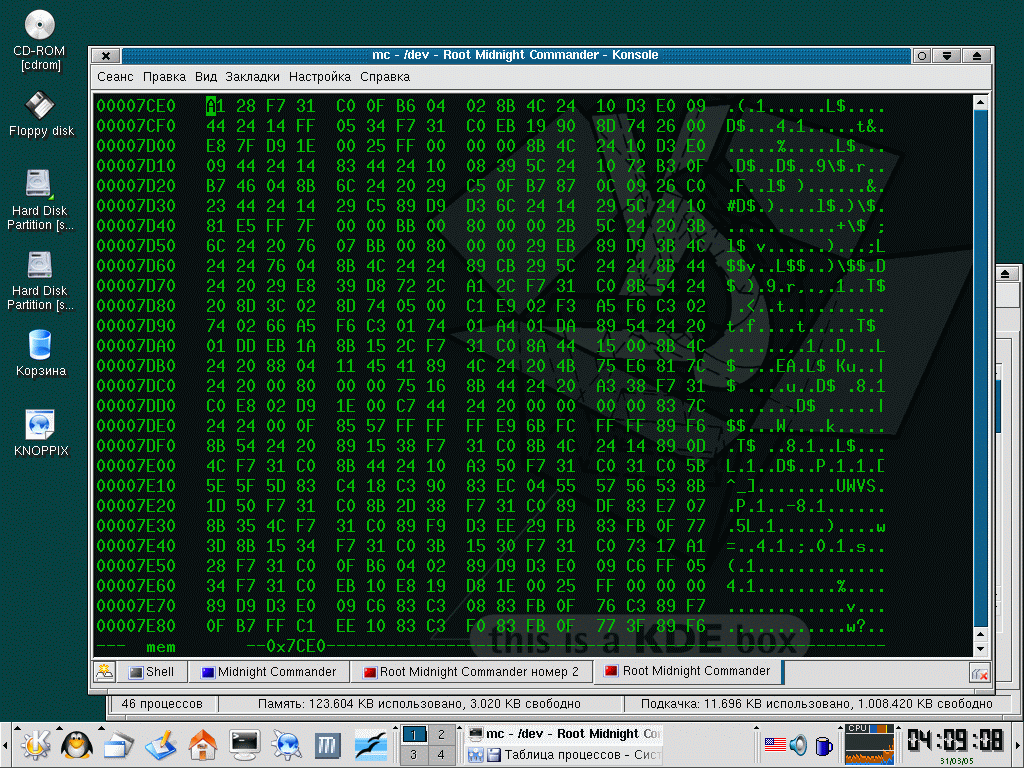 CD-ROM
[cdrom]
Floppy disk
Hard Disk
Partition [s...
Hard Disk
Partition [s...
Корзина
KNOPPIX
mc - /dev - Root Midnight Commander - Konsole
Сеанс Правка Вид Закладки Настройка Справка
00007CE0 A1 28 F7 31 C0 0F B6 04 02 8B 4C 24 10 D3 E0 09 .(.1......L$....
00007CF0 44 24 14 FF 05 34 F7 31 C0 EB 19 90 8D 74 26 00 D$...4.1.....t&.
00007D00 E8 7F D9 1E 00 25 FF 00 00 00 8B 4C 24 10 D3 E0 .....%.....L$...
00007D10 09 44 24 14 83 44 24 10 08 39 5C 24 10 72 B3 0F .D$..D$..9\$.r..
00007D20 B7 46 04 8B 6C 24 20 29 C5 0F B7 87 0C 09 26 C0 .F..l$ )......&.
00007D30 23 44 24 14 29 C5 89 D9 D3 6C 24 14 29 5C 24 10 #D$.)....l$.)\$.
00007D40 81 E5 FF 7F 00 00 BB 00 80 00 00 2B 5C 24 20 3B ...........+\$ ;
00007D50 6C 24 20 76 07 BB 00 80 00 00 29 EB 89 D9 3B 4C l$ v......)...;L
00007D60 24 24 76 04 8B 4C 24 24 89 CB 29 5C 24 24 8B 44 $$v..L$$..)\$$.D
00007D70 24 20 29 E8 39 D8 72 2C A1 2C F7 31 C0 8B 54 24 $ ).9.r,.,.1..T$
00007D80 20 8D 3C 02 8D 74 05 00 C1 E9 02 F3 A5 F6 C3 02 .<..t..........
00007D90 74 02 66 A5 F6 C3 01 74 01 A4 01 DA 89 54 24 20 t.f....t.....T$
00007DA0 01 DD EB 1A 8B 15 2C F7 31 C0 8A 44 15 00 8B 4C ......,.1..D...L
00007DB0 24 20 88 04 11 45 41 89 4C 24 20 4B 75 E6 81 7C $ ...EA.L$ Ku..|
00007DC0 24 20 00 80 00 00 75 16 8B 44 24 20 A3 38 F7 31 $ ....u..D$ .8.1
00007DD0 C0 E8 02 D9 1E 00 C7 44 24 20 00 00 00 00 83 7C .......D$ .....|
00007DE0 24 24 00 0F 85 57 FF FF FF E9 6B FC FF FF 89 F6 $$...W....k.....
00007DF0 8B 54 24 20 89 15 38 F7 31 C0 8B 4C 24 14 89 0D .T$ ..8.1..L$...
00007E00 4C F7 31 C0 8B 44 24 10 A3 50 F7 31 C0 31 C0 5B L.1..D$..P.1.1.[
00007E10 5E 5F 5D 83 C4 18 C3 90 83 EC 04 55 57 56 53 8B ^_]........UWVS.
00007E20 1D 50 F7 31 C0 8B 2D 38 F7 31 C0 89 DF 83 E7 07 .P.1..-8.1......
00007E30 8B 35 4C F7 31 C0 89 F9 D3 EE 29 FB 83 FB 0F 77 .5L.1.....)....w
00007E40 3D 8B 15 34 F7 31 C0 3B 15 30 F7 31 C0 73 17 A1 =..4.1.;.0.1.s..
00007E50 28 F7 31 C0 0F B6 04 02 89 D9 D3 E0 09 C6 FF 05 (.1.............
00007E60 34 F7 31 C0 EB 10 E8 19 D8 1E 00 25 FF 00 00 00 4.1........%....
00007E70 89 D9 D3 E0 09 C6 83 C3 08 83 FB 0F 76 C3 89 F7 ............v...
00007E80 0F B7 FF C1 EE 10 83 C3 F0 83 FB 0F 77 3F 89 F6 ............w?..
this is a KDE box
mem --0x7CE0
Shell Midnight Commander Root Midnight Commander номер 2 Root Midnight Commander
46 процессов Память: 123.604 KB использовано, 3.020 KB свободно Подкачка: 11.696 KB использовано, 1.008.420 KB свободно
1 2
3 4
mc - /dev - Root Midnight Com
Таблица процессов - Сист
CPU
04:09:08
31/03/05